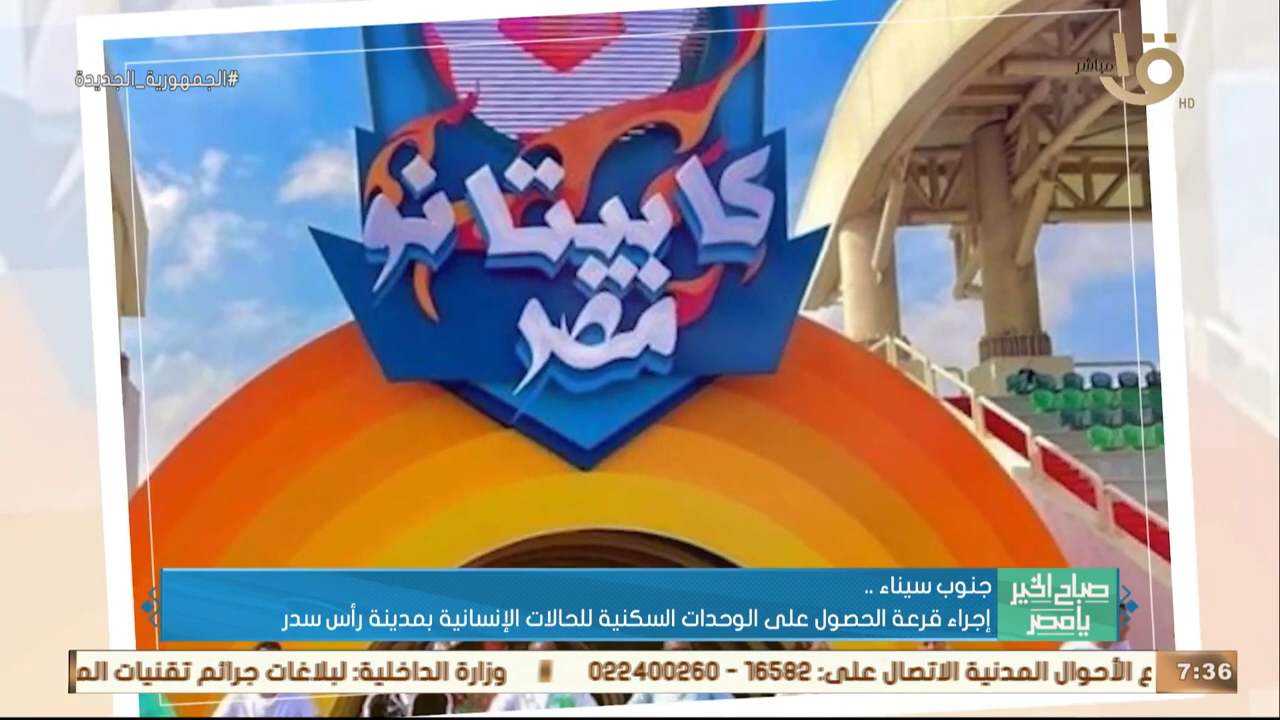 #الجمهورية_الجديدة
مباشر
HD
كابيتانو
مصر
صباح الخير
يا مصر
جنوب سيناء ..
إجراء قرعة الحصول على الوحدات السكنية للحالات الإنسانية بمدينة رأس سدر
7:36
ع الأحوال المدنية الاتصال على: 16582 - 022400260 وزارة الداخلية: لبلاغات جرائم تقنيات الم